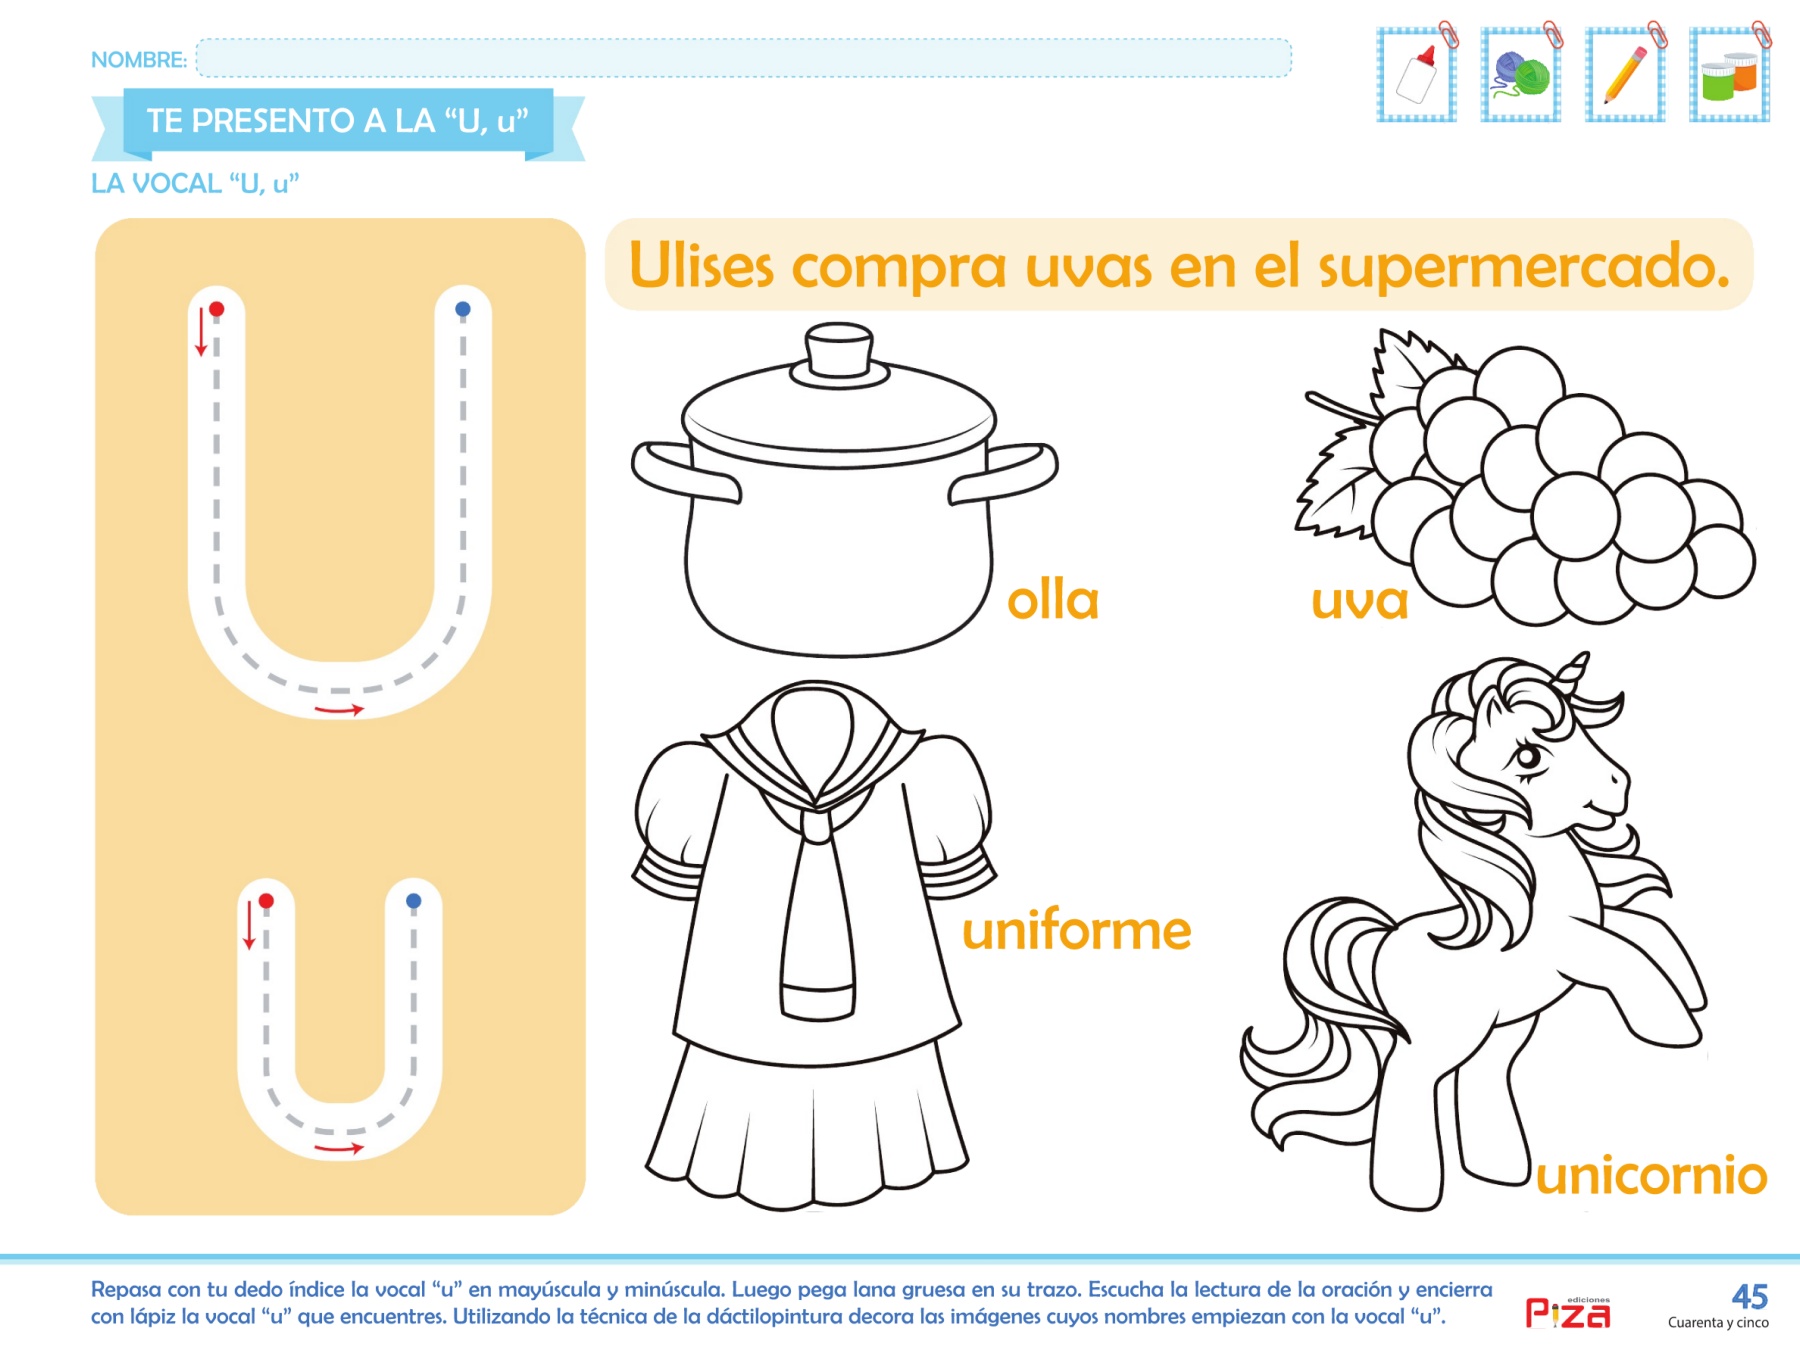 NOMBRE:
TE PRESENTO A LA “U, u”
LA VOCAL “U, u”
Ulises compra uvas en el supermercado.
olla
uva
uniforme
unicornio
Repasa con tu dedo índice la vocal “u” en mayúscula y minúscula. Luego pega lana gruesa en su trazo. Escucha la lectura de la oración y encierra
con lápiz la vocal “u” que encuentres. Utilizando la técnica de la dáctilopintura decora las imágenes cuyos nombres empiezan con la vocal “u”.
ediciones
Piza
45
Cuarenta y cinco